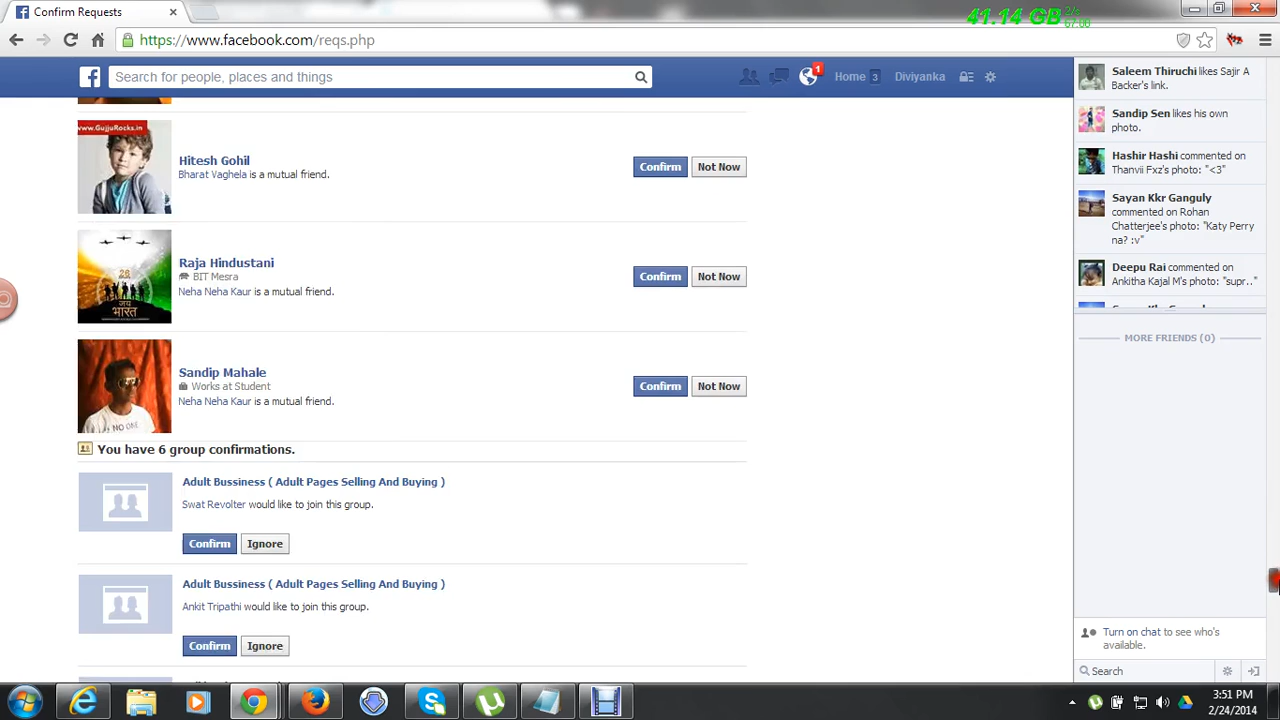 Confirm Requests
41.14 GB 2/s
67:00
https://www.facebook.com/reqs.php
Search for people, places and things
1
Home 3
Diviyanka
www.GujjuRocks.in
Hitesh Gohil
Bharat Vaghela is a mutual friend.
Confirm
Not Now
26
जय
भारत
Raja Hindustani
BIT Mesra
Neha Neha Kaur is a mutual friend.
Confirm
Not Now
NO ONE
Sandip Mahale
Works at Student
Neha Neha Kaur is a mutual friend.
Confirm
Not Now
You have 6 group confirmations.
Adult Bussiness ( Adult Pages Selling And Buying )
Swat Revolter would like to join this group.
Confirm
Ignore
Adult Bussiness ( Adult Pages Selling And Buying )
Ankit Tripathi would like to join this group.
Confirm
Ignore
Saleem Thiruchi likes Sajir A
Backer's link.
Sandip Sen likes his own
photo.
Hashir Hashi commented on
Thanvii Fxz's photo: "<3"
Sayan Kkr Ganguly
commented on Rohan
Chatterjee's photo: "Katy Perry
na? :v"
Deepu Rai commented on
Ankitha Kajal M's photo: "supr.."
MORE FRIENDS (0)
Turn on chat to see who's
available.
Search
3:51 PM
2/24/2014